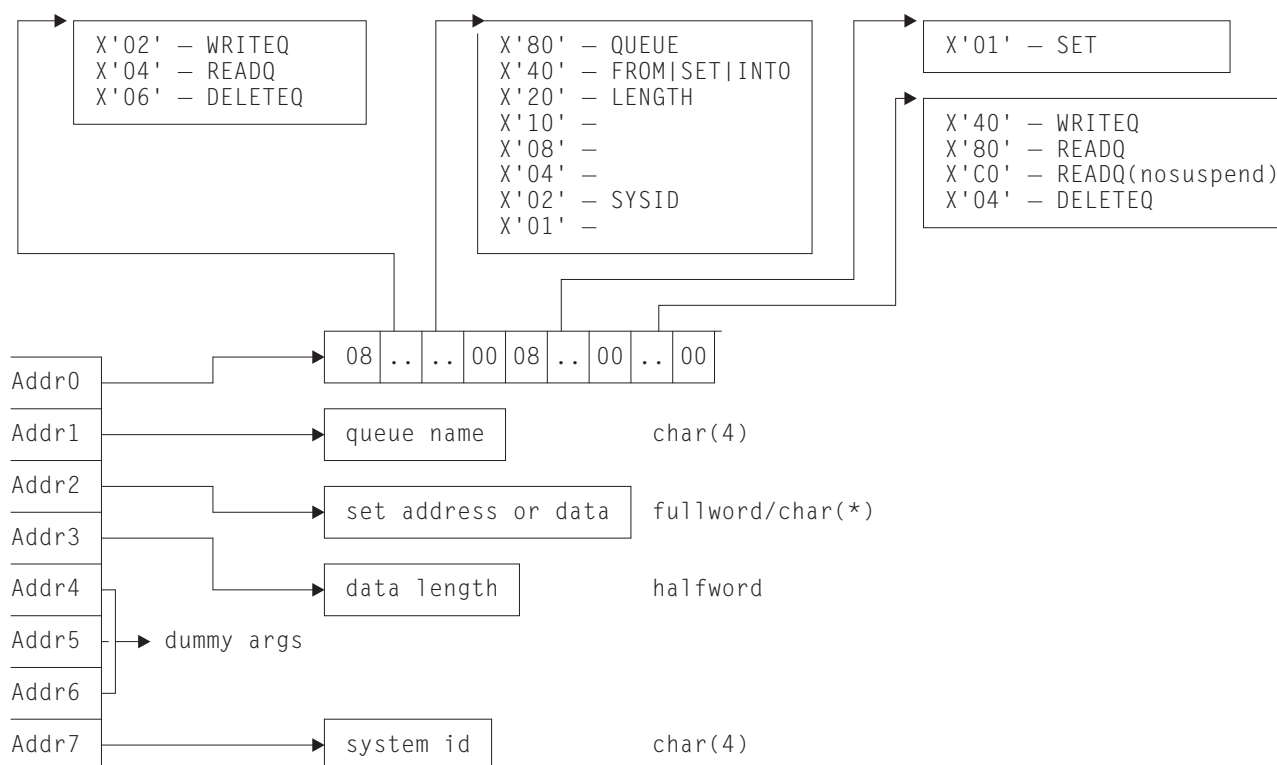 X'02' — WRITEQ
X'04' — READQ
X'06' — DELETEQ
X'80' — QUEUE
X'40' — FROM|SET|INTO
X'20' — LENGTH
X'10' —
X'08' —
X'04' —
X'02' — SYSID
X'01' —
X'01' — SET
X'40' — WRITEQ
X'80' — READQ
X'C0' — READQ(nosuspend)
X'04' — DELETEQ
08 .. .. 00 08 .. 00 .. 00
Addr0
Addr1 queue name char(4)
Addr2 set address or data fullword/char(*)
Addr3 data length halfword
Addr4
Addr5 dummy args
Addr6
Addr7 system id char(4)